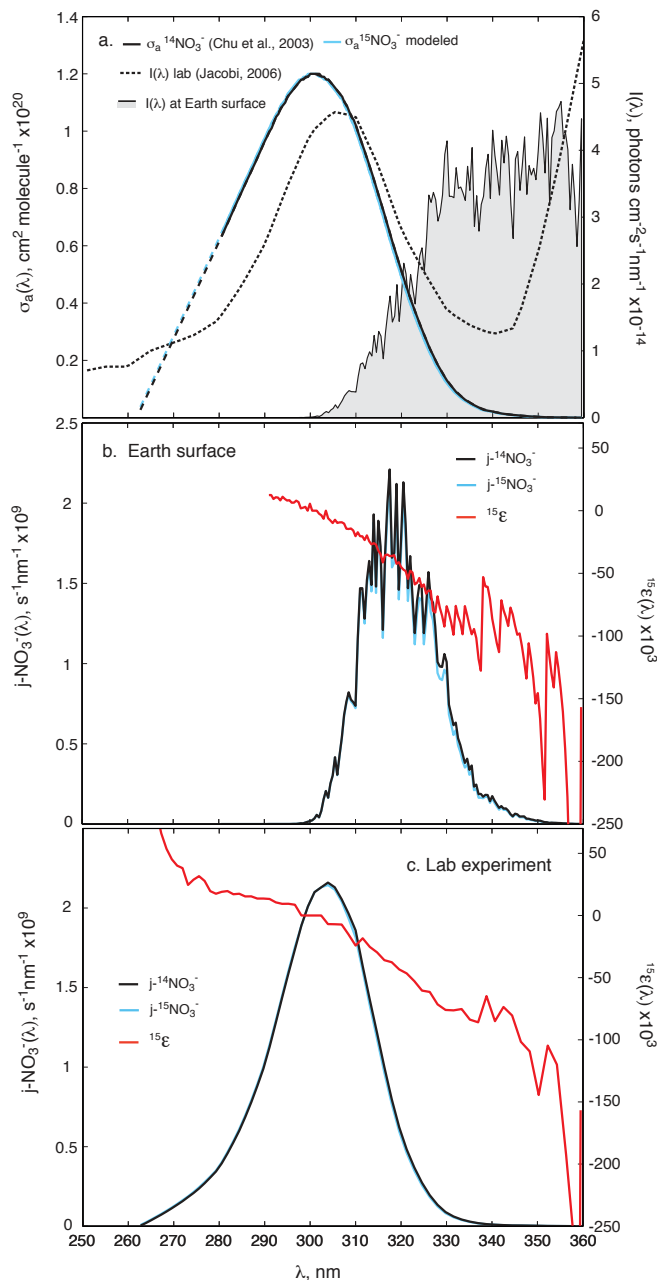 a.
σa 14NO3- (Chu et al., 2003) σa 15NO3- modeled
I(λ) lab (Jacobi, 2006)
I(λ) at Earth surface
1.4
1.2
1
0.8
0.6
0.4
0.2
σa(λ), cm2 molecule-1 x1020
6
5
4
3
2
1
0
I(λ), photons cm-2s-1nm-1 x10-14
b. Earth surface
j-14NO3-
j-15NO3-
15ε
2.5
2
1.5
1
0.5
0
j-NO3-(λ), s-1nm-1 x109
50
0
-50
-100
-150
-200
-250
15ε(λ) x103
c. Lab experiment
j-14NO3-
j-15NO3-
15ε
2
1.5
1
0.5
0
j-NO3-(λ), s-1nm-1 x109
50
0
-50
-100
-150
-200
-250
15ε(λ) x103
250 260 270 280 290 300 310 320 330 340 350 360
λ, nm